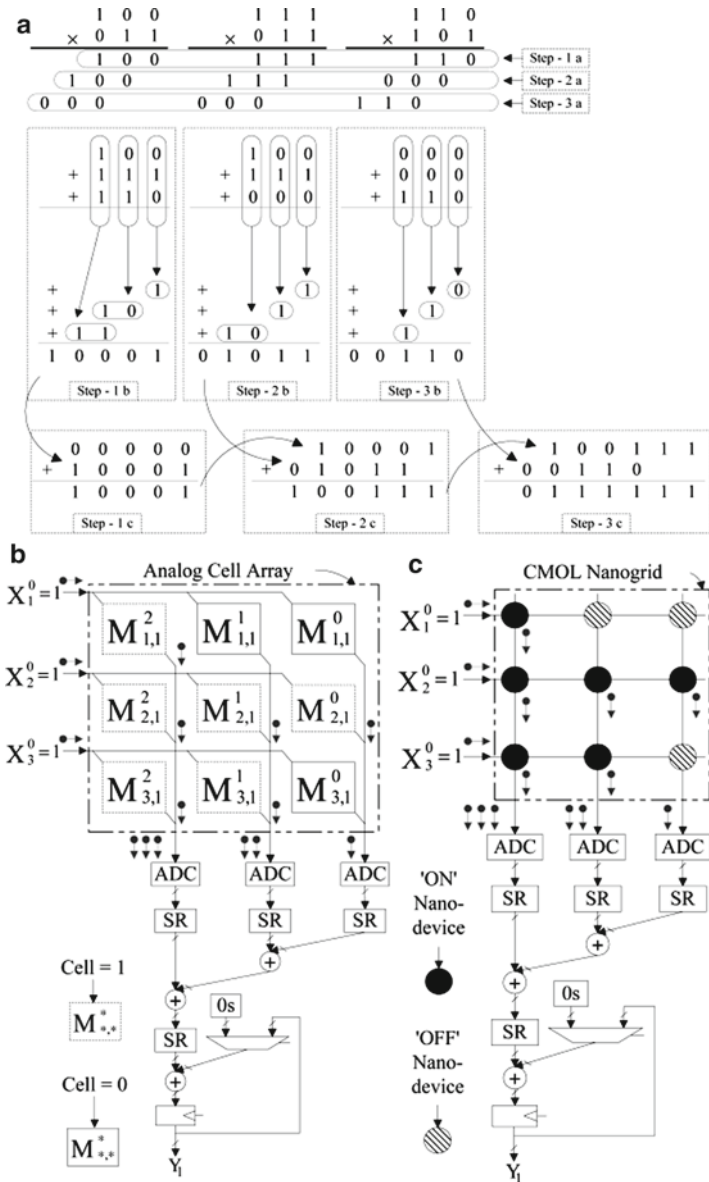 a
1 0 0 1 1 1 1 1 0
× 0 1 1 × 0 1 1 × 1 0 1
1 0 0 1 1 1 1 1 0 Step - 1 a
1 0 0 1 1 1 0 0 0 Step - 2 a
0 0 0 0 0 0 1 1 0 Step - 3 a
1 0 0 1 0 0 0 0 0
+ 1 1 1 + 1 1 1 + 0 0 0
+ 1 1 0 + 0 0 0 + 1 1 0
+ 1 + 1 + 0
+ 1 0 + 1 + 1
+ 1 1 + 1 0 + 1
1 0 0 0 1 0 1 0 1 1 0 0 1 1 0
Step - 1 b Step - 2 b Step - 3 b
0 0 0 0 0 1 0 0 0 1 1 0 0 1 1 1
+ 1 0 0 0 1 + 0 1 0 1 1 + 0 0 1 1 0
1 0 0 0 1 1 0 0 1 1 1 0 1 1 1 1 1 1
Step - 1 c Step - 2 c Step - 3 c
b Analog Cell Array c CMOL Nanogrid
X₁⁰=1 M²₁,₁ M¹₁,₁ M⁰₁,₁ X₁⁰=1
X₂⁰=1 M²₂,₁ M¹₂,₁ M⁰₂,₁ X₂⁰=1
X₃⁰=1 M²₃,₁ M¹₃,₁ M⁰₃,₁ X₃⁰=1
ADC ADC ADC ADC ADC ADC
SR SR SR SR SR SR
'ON'
Nano-
device
+ +
+ +
Cell = 1
M*∗,∗
0s 0s
SR SR
'OFF'
Nano-
device
+ +
Cell = 0
M*∗,∗
Y₁ Y₁